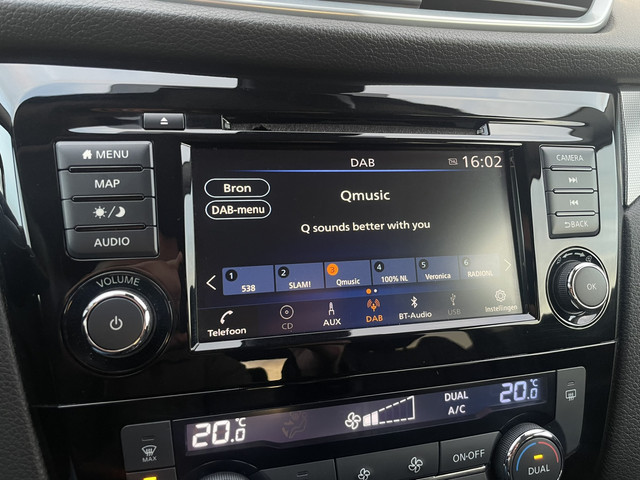 MENU
MAP
AUDIO
VOLUME
DAB
16:02
Bron
DAB-menu
Qmusic
Q sounds better with you
1 538
2 SLAM!
3 Qmusic
4 100% NL
5 Veronica
6 RADIONL
Telefoon
CD
AUX
DAB
BT-Audio
USB
Instellingen
CAMERA
BACK
OK
20.0°C
DUAL
A/C
20.0°C
MAX
ON-OFF
DUAL